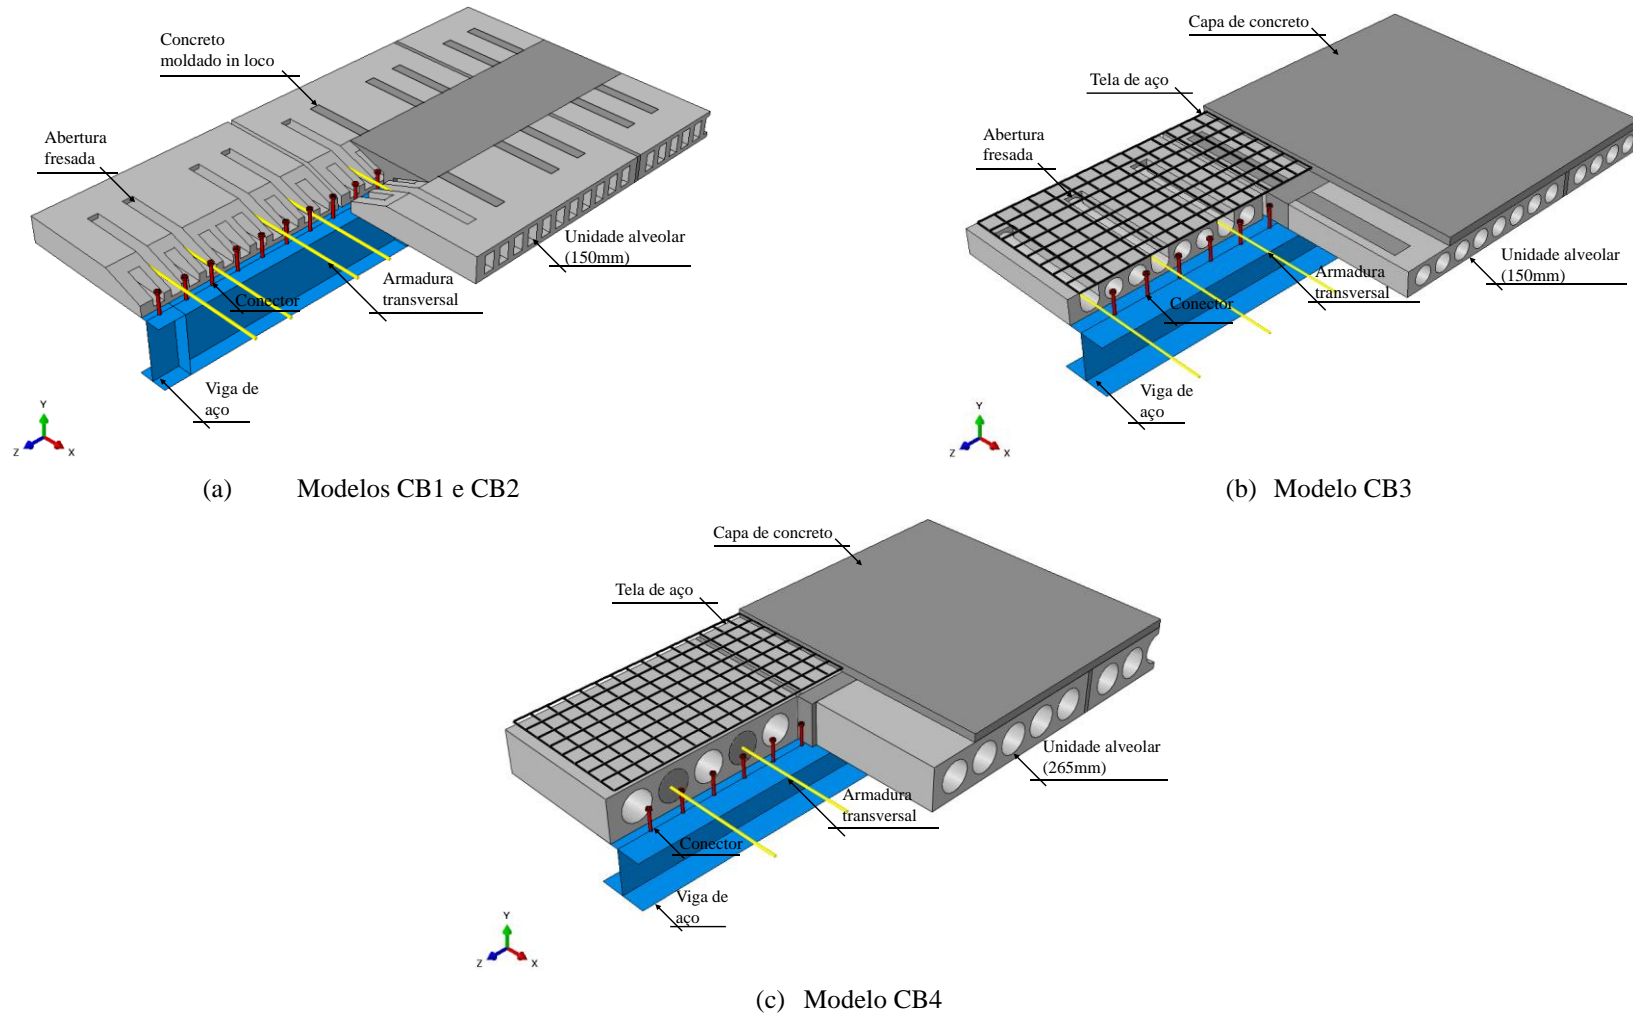 Concreto
moldado in loco
Abertura
fresada
Unidade alveolar
(150mm)
Armadura
transversal
Conector
Viga de
aço
Y
Z
X
(a) Modelos CB1 e CB2
Capa de concreto
Tela de aço
Abertura
fresada
Unidade alveolar
(150mm)
Armadura
transversal
Conector
Viga de
aço
Y
Z
X
(b) Modelo CB3
Capa de concreto
Tela de aço
Unidade alveolar
(265mm)
Armadura
transversal
Conector
Viga de
aço
Y
Z
X
(c) Modelo CB4